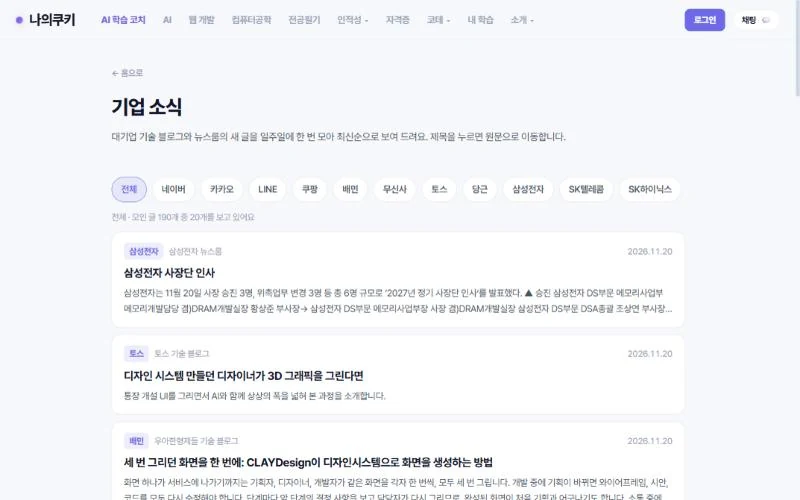 나의쿠키
AI 학습 코치
AI
웹 개발
컴퓨터공학
전공필기
인적성
자격증
코테
내 학습
소개
로그인
채팅
← 홈으로
기업 소식
대기업 기술 블로그와 뉴스룸의 새 글을 일주일에 한 번 모아 최신순으로 보여 드려요. 제목을 누르면 원문으로 이동합니다.
전체
네이버
카카오
LINE
쿠팡
배민
무신사
토스
당근
삼성전자
SK텔레콤
SK하이닉스
전체 · 모인 글 190개 중 20개를 보고 있어요
삼성전자 삼성전자 뉴스룸 2026.11.20
삼성전자 사장단 인사
삼성전자는 11월 20일 사장 승진 3명, 위촉업무 변경 3명 등 총 6명 규모로 '2027년 정기 사장단 인사'를 발표했다. ▲ 승진 삼성전자 DS부문 메모리사업부
메모리개발담당 겸)DRAM개발실장 황상준 부사장→ 삼성전자 DS부문 메모리사업부장 사장 겸)DRAM개발실장 삼성전자 DS부문 DSA총괄 조상연 부사장...
토스 토스 기술 블로그 2026.11.20
디자인 시스템 만들던 디자이너가 3D 그래픽을 그린다면
통장 개설 UI를 그리면서 AI와 함께 상상의 폭을 넓혀 본 과정을 소개합니다.
배민 우아한형제들 기술 블로그 2026.11.20
세 번 그리던 화면을 한 번에: CLAYDesign이 디자인시스템으로 화면을 생성하는 방법
화면 하나가 서비스에 나가기까지는 기획자, 디자이너, 개발자가 같은 화면을 각자 한 번씩, 모두 세 번 그립니다. 개발 중에 기획이 바뀌면 와이어프레임, 시안,